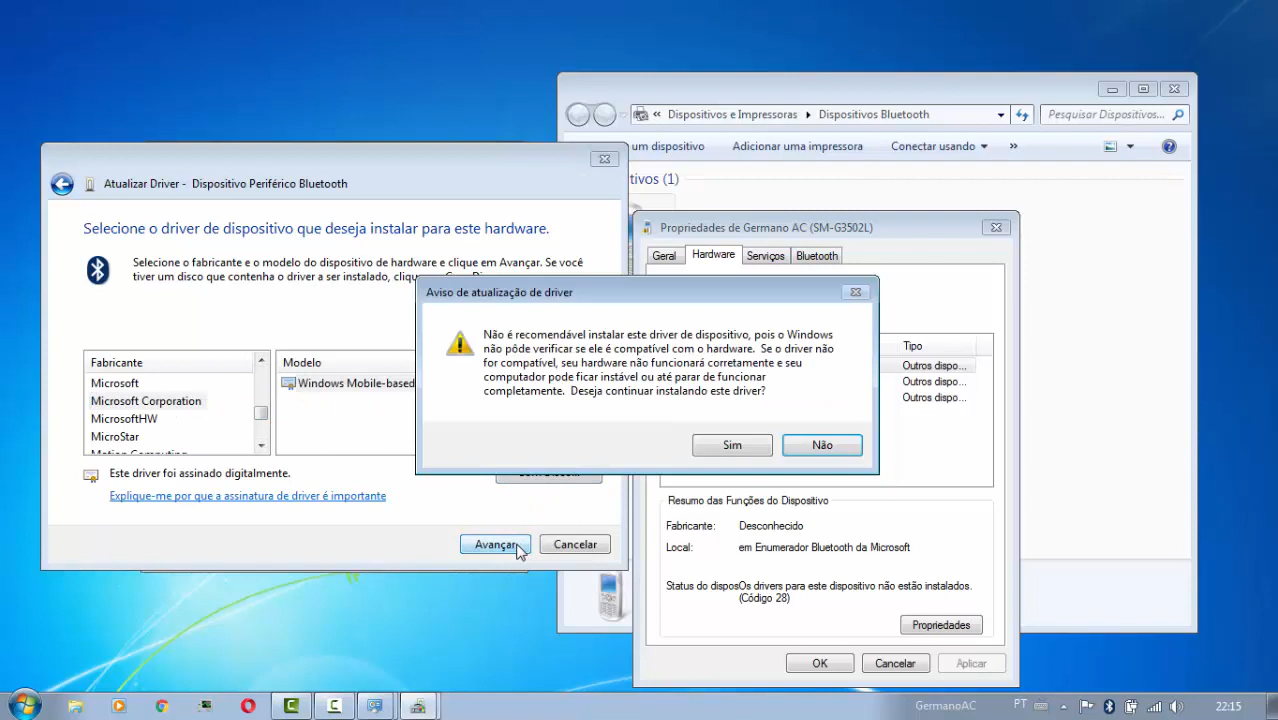 Dispositivos e Impressoras
Dispositivos Bluetooth
Pesquisar Dispositivos...
um dispositivo
Adicionar uma impressora
Conectar usando
»
tivos (1)
Atualizar Driver - Dispositivo Periférico Bluetooth
Selecione o driver de dispositivo que deseja instalar para este hardware.
Selecione o fabricante e o modelo do dispositivo de hardware e clique em Avançar. Se você
tiver um disco que contenha o driver a ser instalado,
Fabricante
Microsoft
Microsoft Corporation
MicrosoftHW
MicroStar
Motion Computing
Modelo
Windows Mobile-based
Este driver foi assinado digitalmente.
Explique-me por que a assinatura de driver é importante
Avançar
Cancelar
Propriedades de Germano AC (SM-G3502L)
Geral
Hardware
Serviços
Bluetooth
Aviso de atualização de driver
Não é recomendável instalar este driver de dispositivo, pois o Windows
não pôde verificar se ele é compatível com o hardware. Se o driver não
for compatível, seu hardware não funcionará corretamente e seu
computador pode ficar instável ou até parar de funcionar
completamente. Deseja continuar instalando este driver?
Sim
Não
Tipo
Outros dispo...
Outros dispo...
Outros dispo...
Resumo das Funções do Dispositivo
Fabricante: Desconhecido
Local: em Enumerador Bluetooth da Microsoft
Status do dispos Os drivers para este dispositivo não estão instalados.
(Código 28)
Propriedades
OK
Cancelar
Aplicar
GermanoAC
PT
22:15